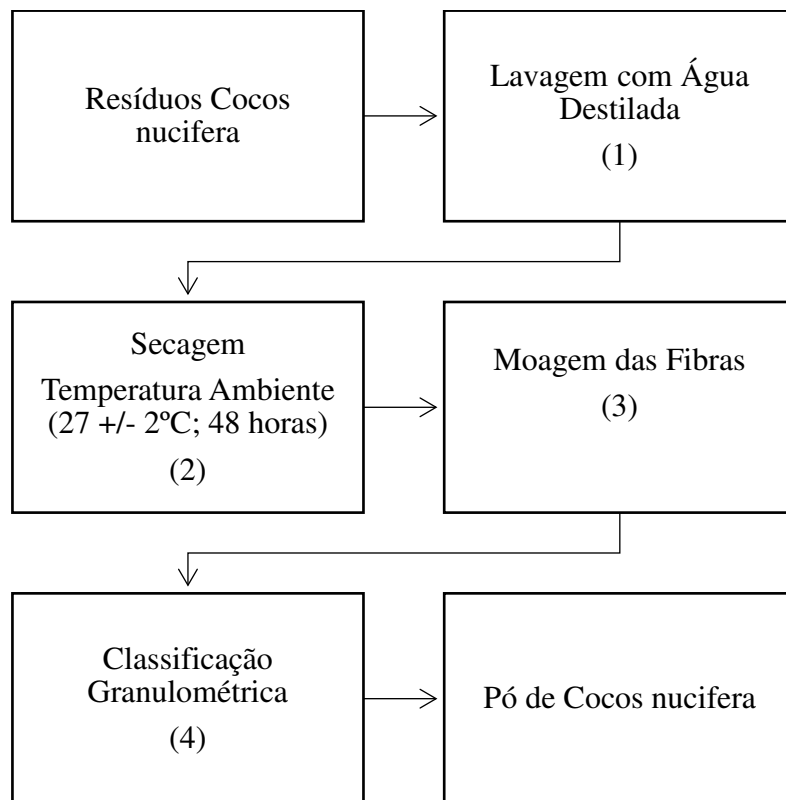 Resíduos Cocos
nucifera
Lavagem com Água
Destilada
(1)
Secagem
Temperatura Ambiente
(27 +/- 2ºC; 48 horas)
(2)
Moagem das Fibras
(3)
Classificação
Granulométrica
(4)
Pó de Cocos nucifera